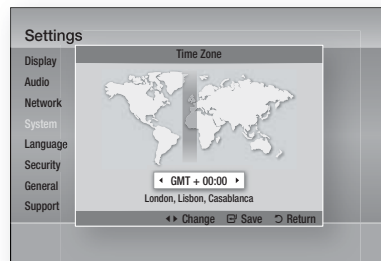 Settings
Time Zone
Display
Audio
Network
System
Language
Security
General
Support
GMT + 00:00
London, Lisbon, Casablanca
Change Save Return